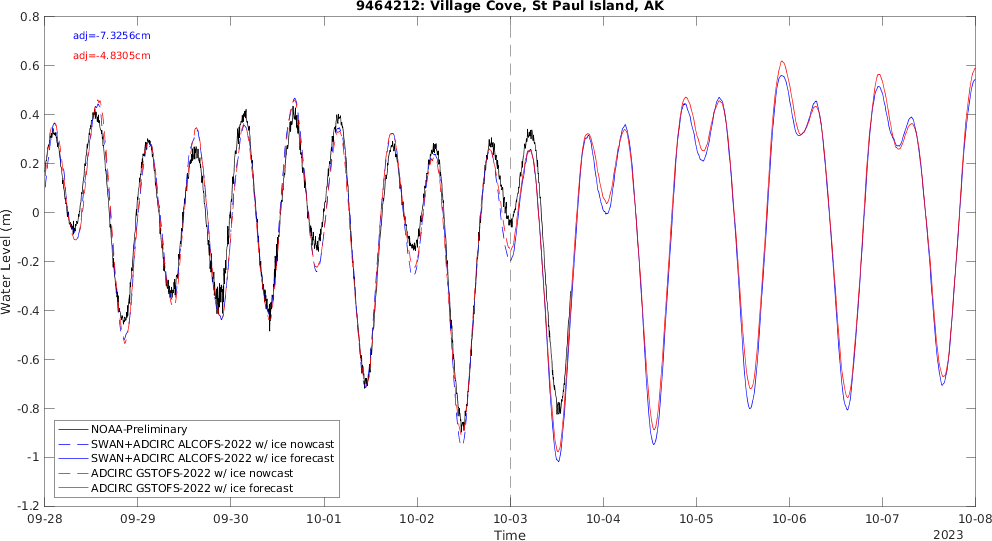 9464212: Village Cove, St Paul Island, AK
adj=-7.3256cm
adj=-4.8305cm
0.8
0.6
0.4
0.2
0
-0.2
-0.4
-0.6
-0.8
-1
-1.2
Water Level (m)
NOAA-Preliminary
SWAN+ADCIRC ALCOFS-2022 w/ ice nowcast
SWAN+ADCIRC ALCOFS-2022 w/ ice forecast
ADCIRC GSTOFS-2022 w/ ice nowcast
ADCIRC GSTOFS-2022 w/ ice forecast
09-28 09-29 09-30 10-01 10-02 10-03 10-04 10-05 10-06 10-07 10-08
Time
2023